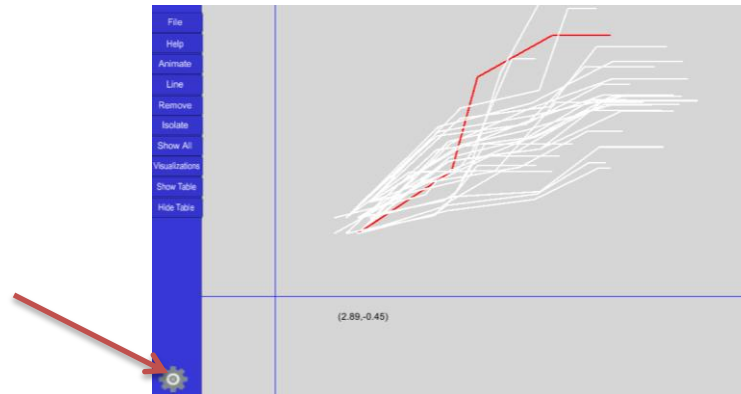 File
Help
Animate
Line
Remove
Isolate
Show All
Visualizations
Show Table
Hide Table
(2.89,-0.45)